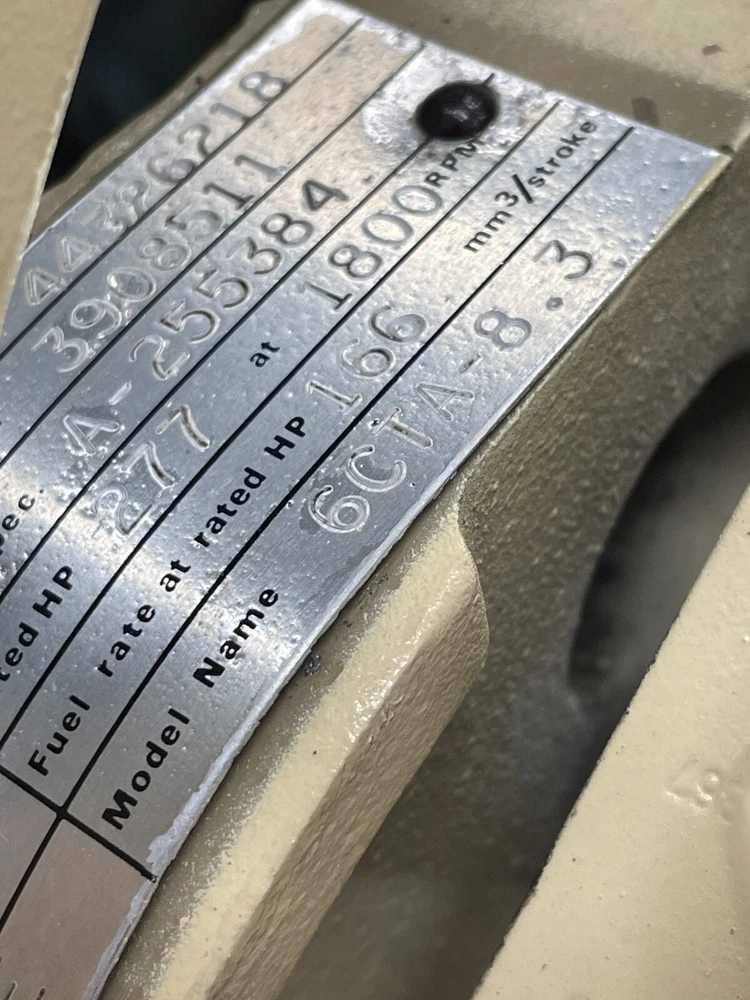 44326218
3908511
pec. A-255384.
ted HP 277 at 1800 RPM
Fuel rate at rated HP 166 mm3/stroke
Model Name 6CTA-8.3